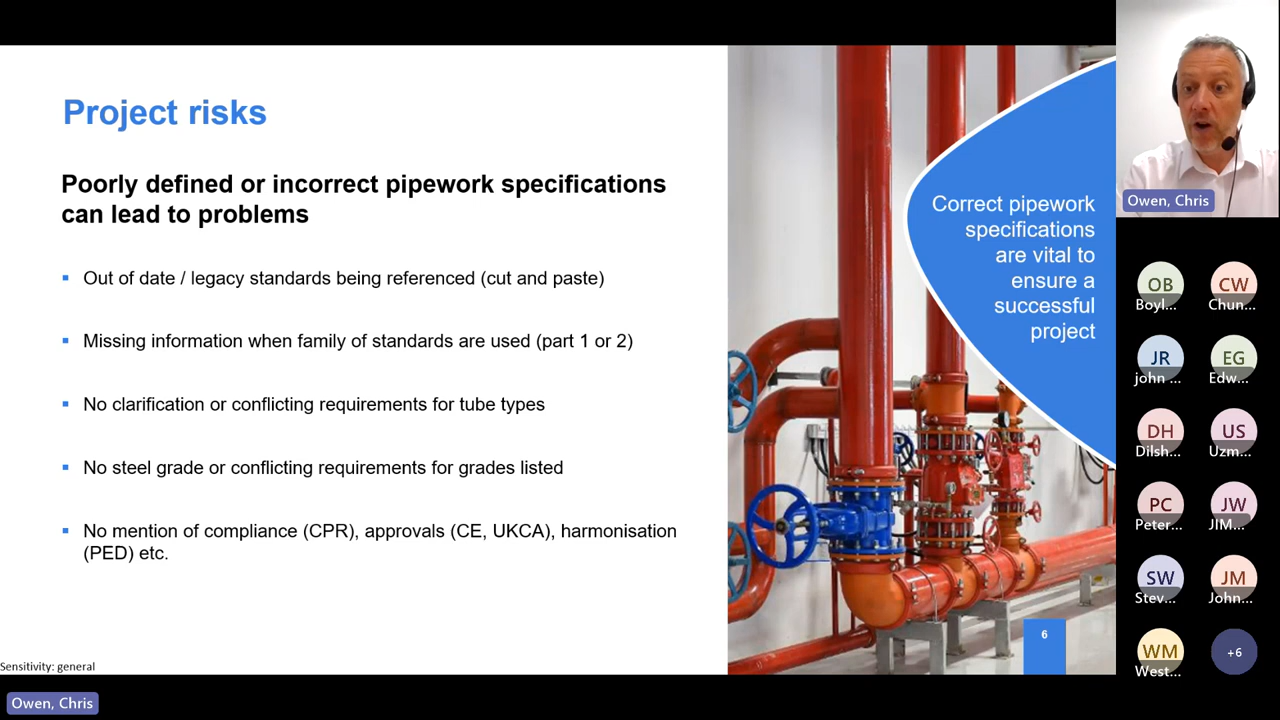 Project risks
Poorly defined or incorrect pipework specifications
can lead to problems
Out of date / legacy standards being referenced (cut and paste)
Missing information when family of standards are used (part 1 or 2)
No clarification or conflicting requirements for tube types
No steel grade or conflicting requirements for grades listed
No mention of compliance (CPR), approvals (CE, UKCA), harmonisation
(PED) etc.
Correct pipework
specifications
are vital to
ensure a
successful
project
6
Sensitivity: general
Owen, Chris
Owen, Chris
OB
Boyl...
CW
Chun...
JR
john ...
EG
Edw...
DH
Dilsh...
US
Uzm...
PC
Peter...
JW
JIM...
SW
Stev...
JM
John...
WM
West...
+6